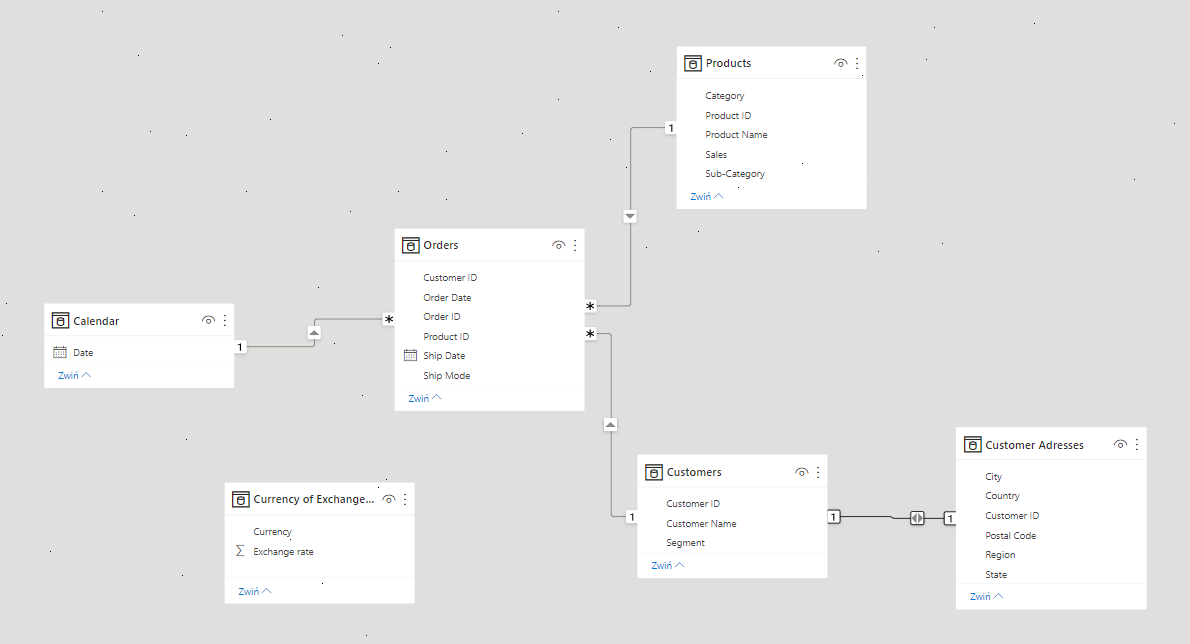 Products
Category
Product ID
Product Name
Sales
Sub-Category
Zwiń
1
Orders
Customer ID
Order Date
Order ID
Product ID
Ship Date
Ship Mode
Zwiń
*
*
*
Calendar
Date
Zwiń
1
Currency of Exchange...
Currency
Σ Exchange rate
Zwiń
Customers
Customer ID
Customer Name
Segment
Zwiń
1
1
1
Customer Adresses
City
Country
Customer ID
Postal Code
Region
State
Zwiń